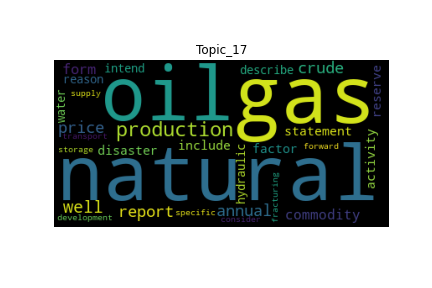 Topic_17
form intend describe crude
reason
oil gas
supply
water
reserve
price production statement
transport
storage disaster include factor forward
hydraulic
activity
natural
fracturing
well report specific annual commodity
development consider